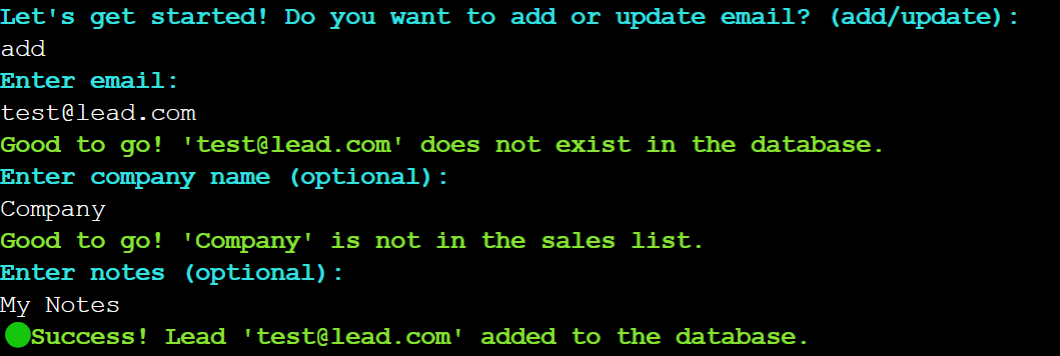 Let's get started! Do you want to add or update email? (add/update):
add
Enter email:
test@lead.com
Good to go! 'test@lead.com' does not exist in the database.
Enter company name (optional):
Company
Good to go! 'Company' is not in the sales list.
Enter notes (optional):
My Notes
Success! Lead 'test@lead.com' added to the database.